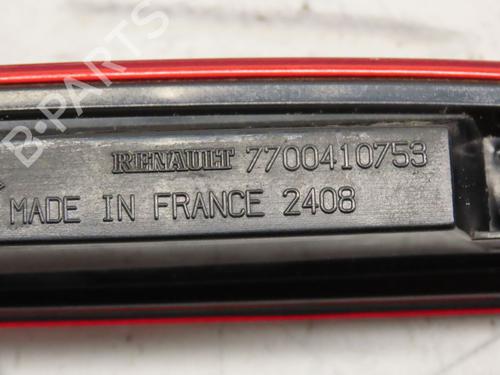 B-PARTS
RENAULT 7700410753
MADE IN FRANCE 2408